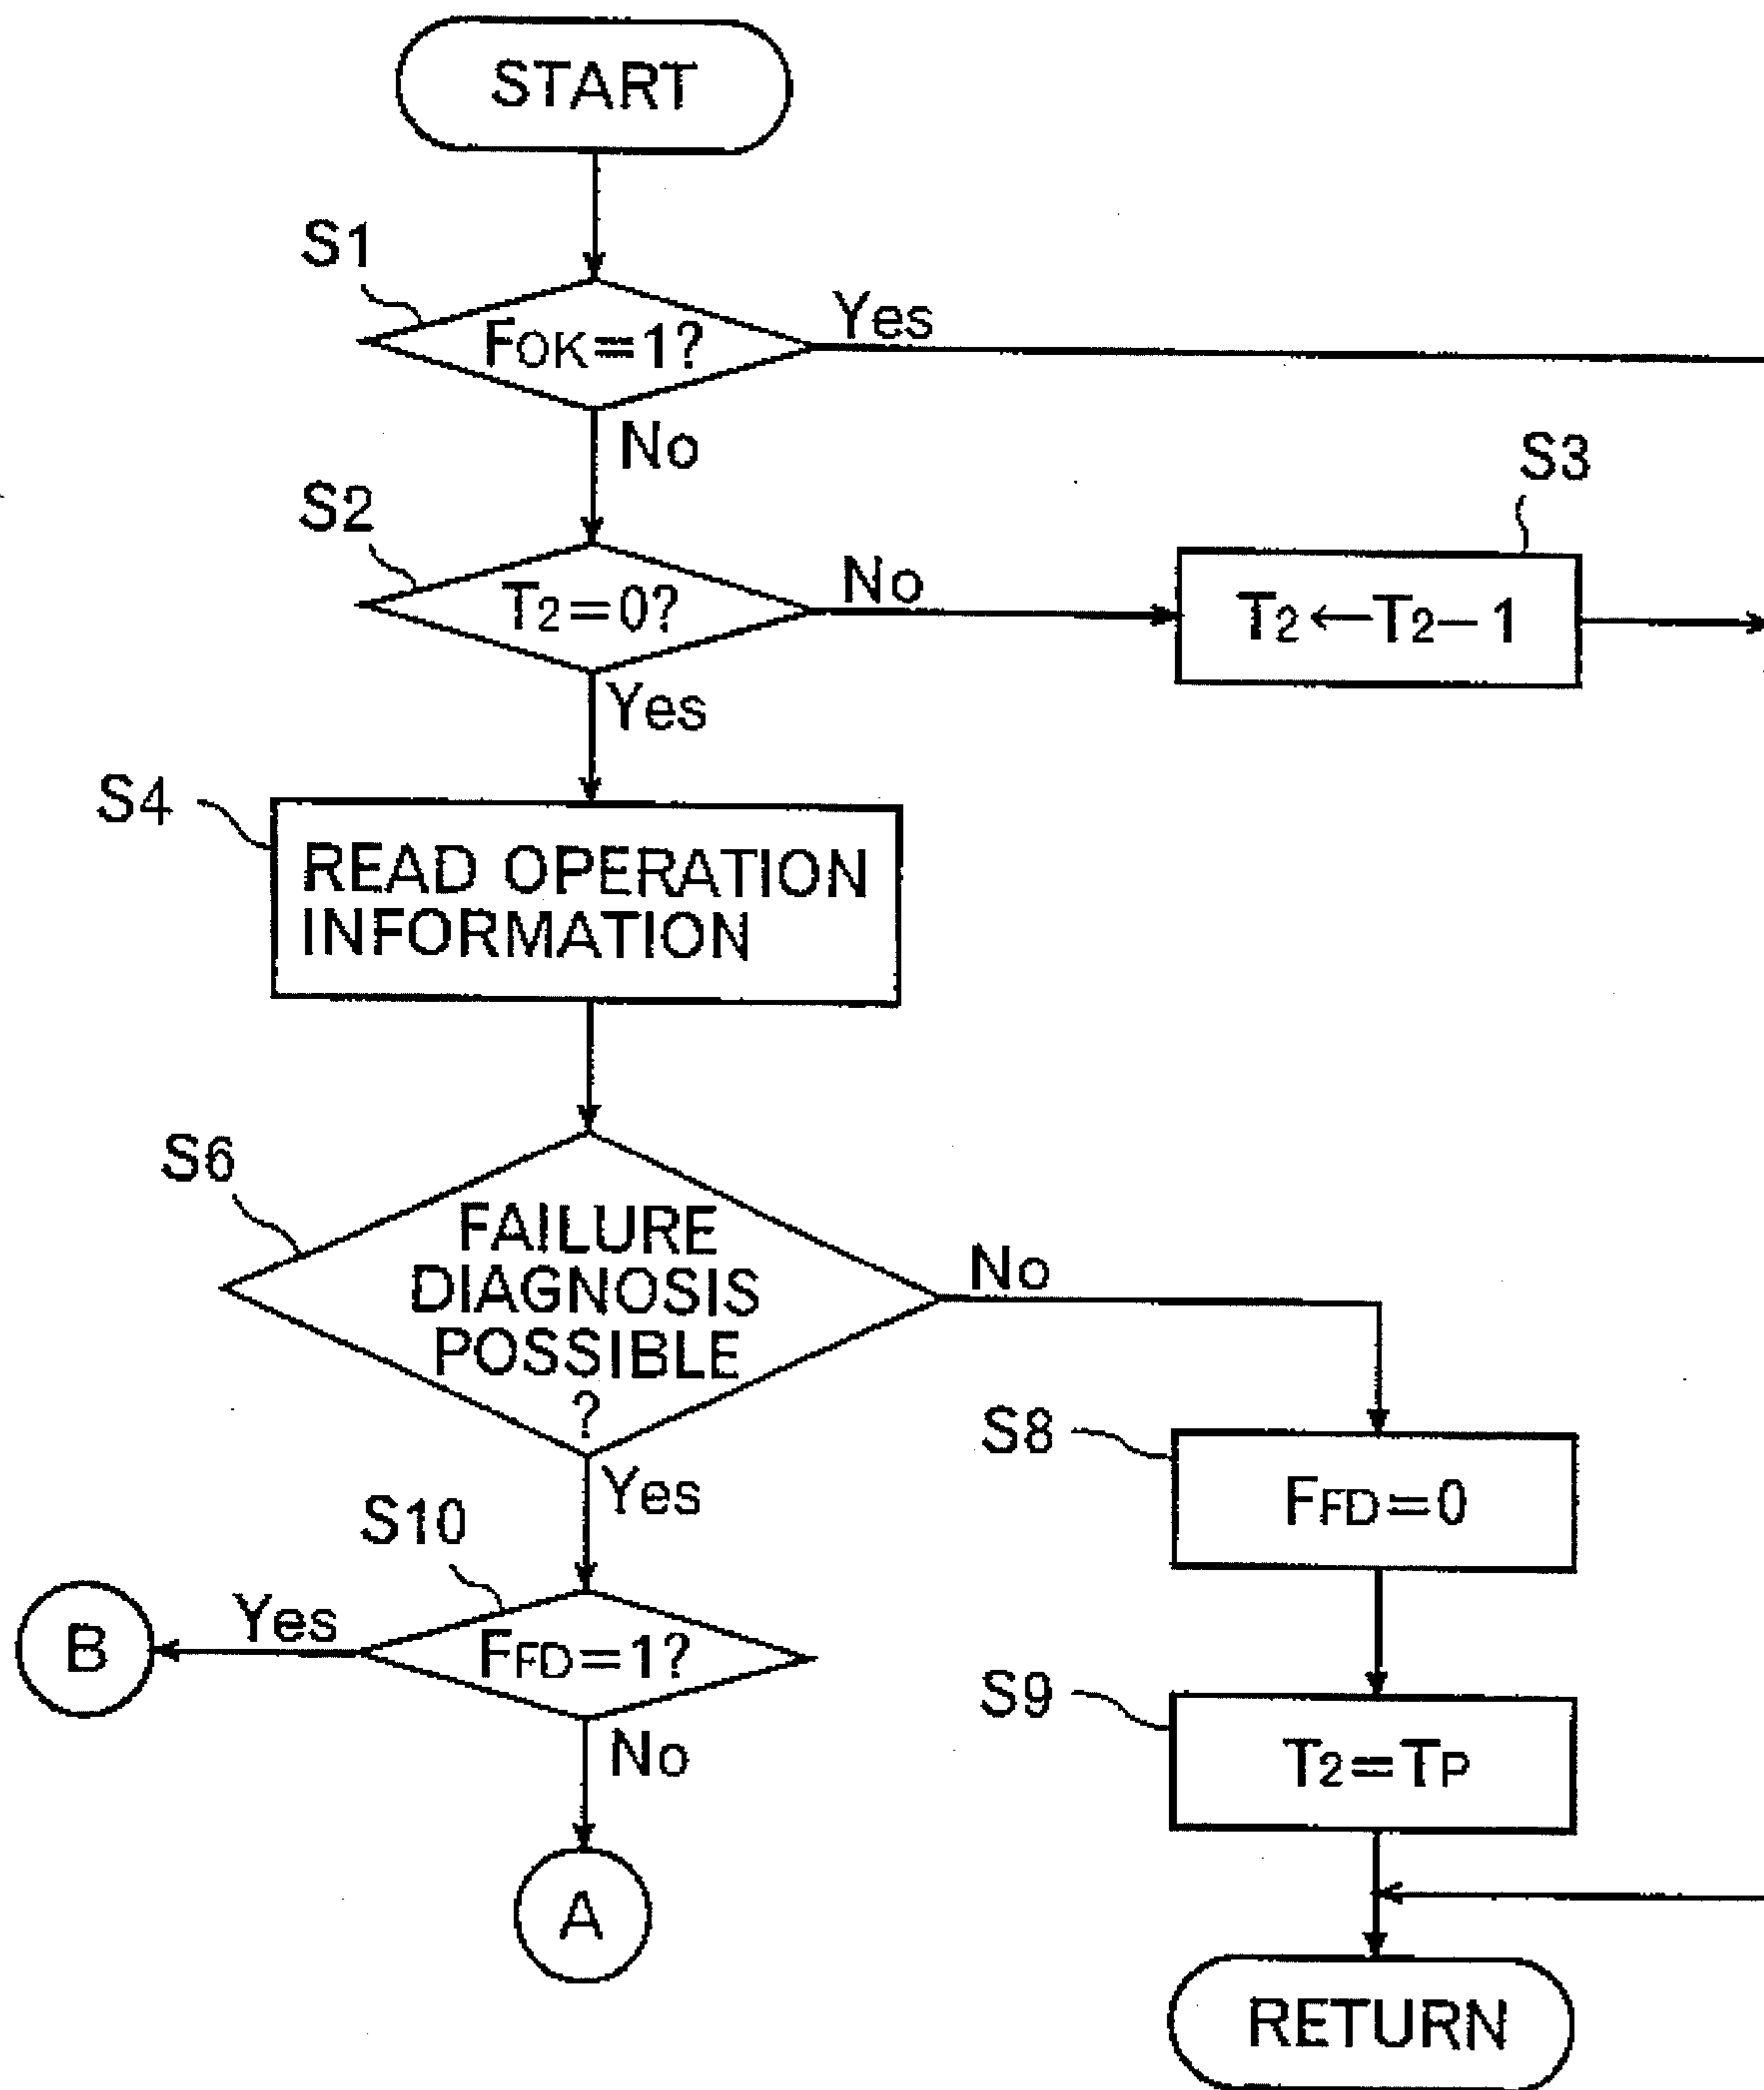 START
S1
FOK=1?
Yes
No
S2
T2=0?
No
S3
T2←T2−1
Yes
S4
READ OPERATION
INFORMATION
S6
FAILURE
DIAGNOSIS
POSSIBLE
?
No
Yes
S8
FFD=0
S10
FFD=1?
Yes
B
No
S9
T2=TP
A
RETURN